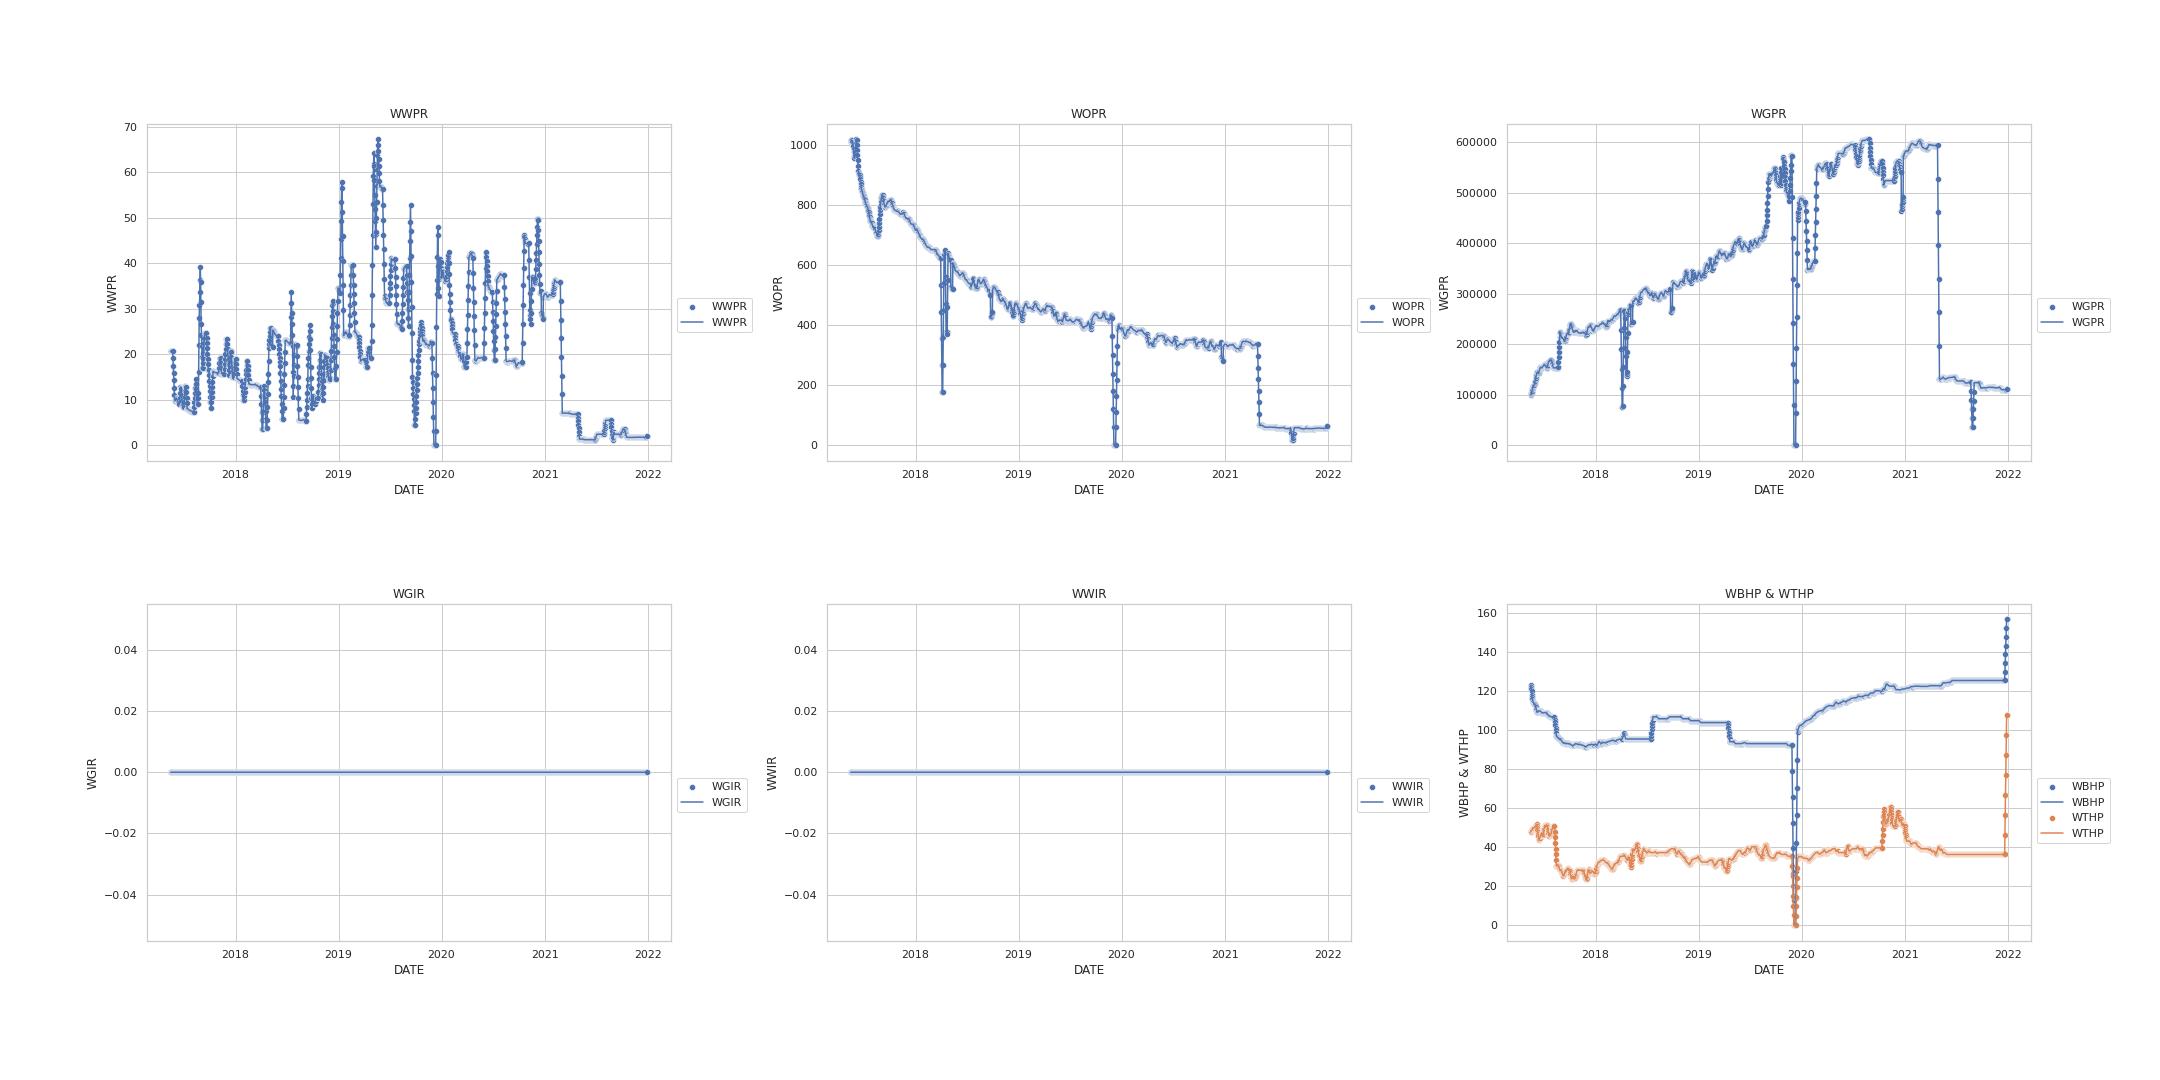 WWPR
WWPR
70
60
50
40
30
20
10
0
2018 2019 2020 2021 2022
DATE
WWPR
WWPR
WOPR
WOPR
1000
800
600
400
200
0
2018 2019 2020 2021 2022
DATE
WOPR
WOPR
WGPR
WGPR
600000
500000
400000
300000
200000
100000
0
2018 2019 2020 2021 2022
DATE
WGPR
WGPR
WGIR
WGIR
0.04
0.02
0.00
−0.02
−0.04
2018 2019 2020 2021 2022
DATE
WGIR
WGIR
WWIR
WWIR
0.04
0.02
0.00
−0.02
−0.04
2018 2019 2020 2021 2022
DATE
WWIR
WWIR
WBHP & WTHP
WBHP & WTHP
160
140
120
100
80
60
40
20
0
2018 2019 2020 2021 2022
DATE
WBHP
WBHP
WTHP
WTHP